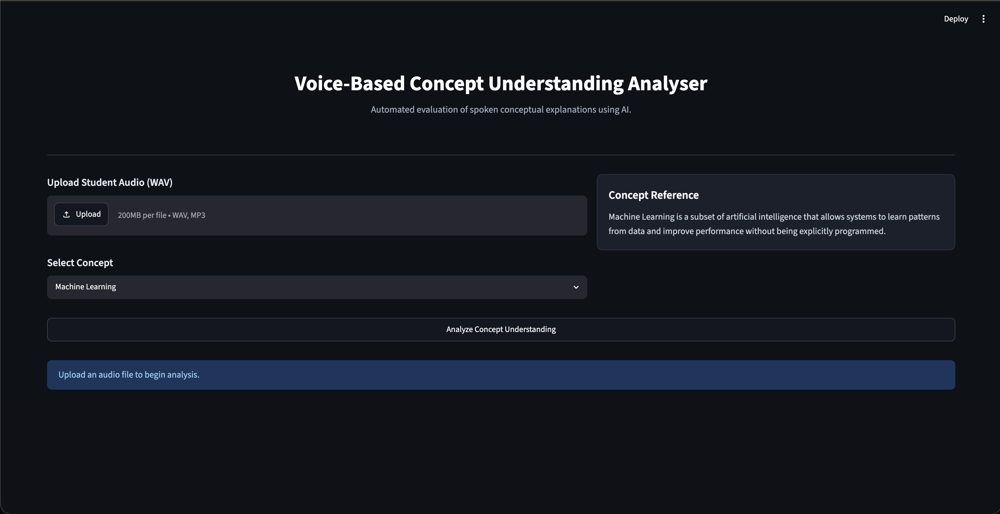 Deploy
Voice-Based Concept Understanding Analyser
Automated evaluation of spoken conceptual explanations using AI.
Upload Student Audio (WAV)
Upload
200MB per file • WAV, MP3
Concept Reference
Machine Learning is a subset of artificial intelligence that allows systems to learn patterns
from data and improve performance without being explicitly programmed.
Select Concept
Machine Learning
Analyze Concept Understanding
Upload an audio file to begin analysis.